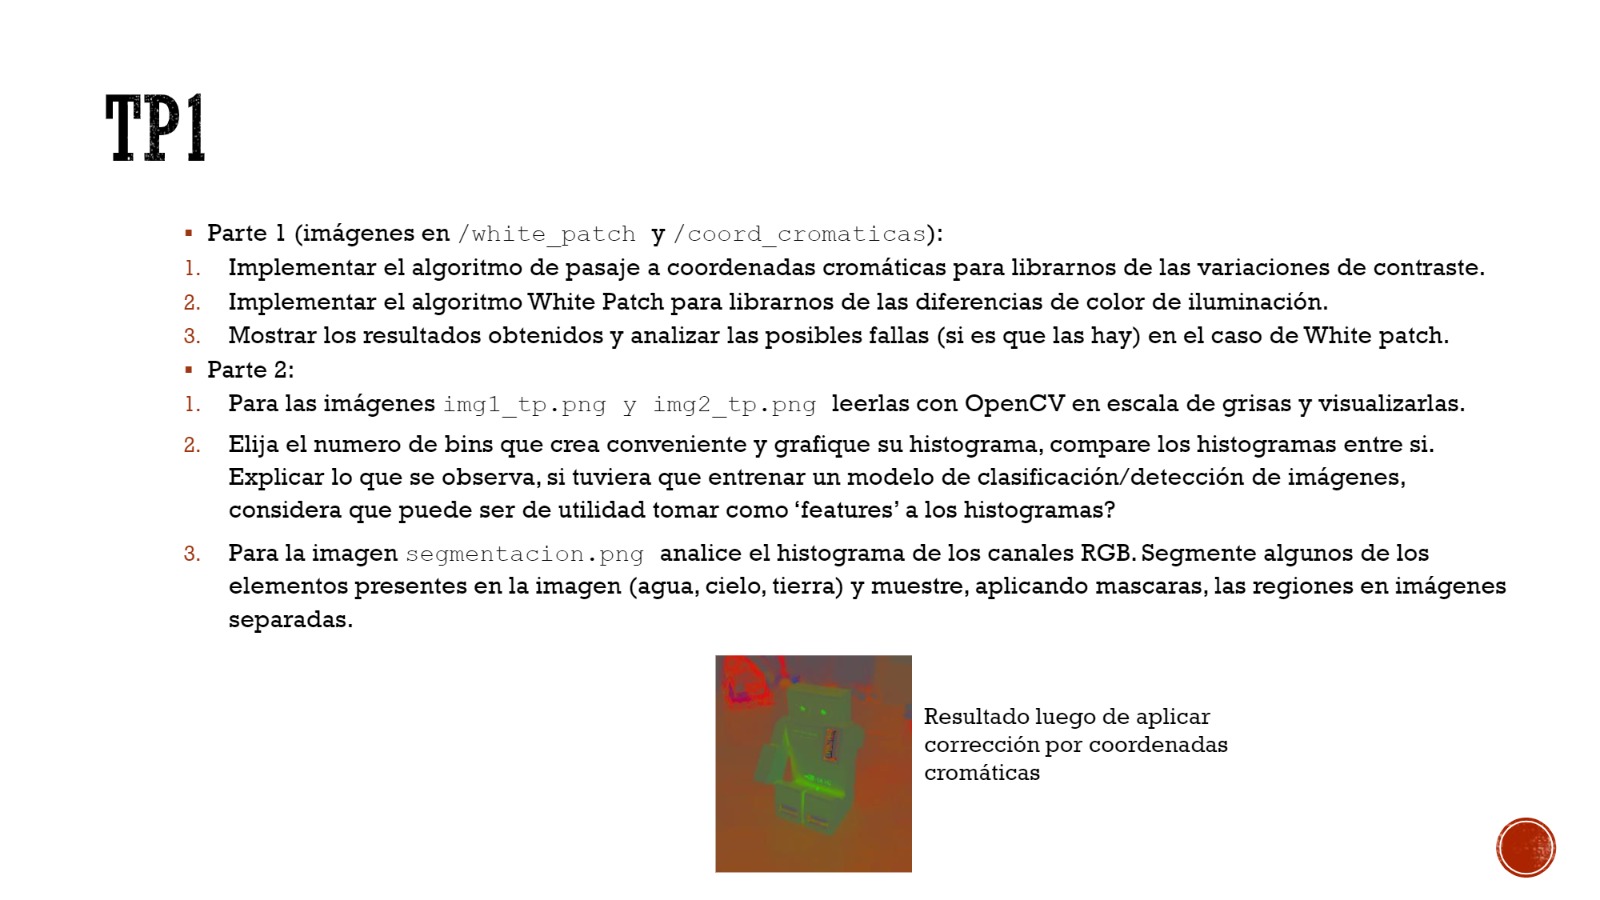 TP1
▪ Parte 1 (imágenes en /white_patch y /coord_cromaticas):
1. Implementar el algoritmo de pasaje a coordenadas cromáticas para librarnos de las variaciones de contraste.
2. Implementar el algoritmo White Patch para librarnos de las diferencias de color de iluminación.
3. Mostrar los resultados obtenidos y analizar las posibles fallas (si es que las hay) en el caso de White patch.
▪ Parte 2:
1. Para las imágenes img1_tp.png y img2_tp.png leerlas con OpenCV en escala de grises y visualizarlas.
2. Elija el numero de bins que crea conveniente y grafique su histograma, compare los histogramas entre si.
Explicar lo que se observa, si tuviera que entrenar un modelo de clasificación/detección de imágenes,
considera que puede ser de utilidad tomar como ‘features’ a los histogramas?
3. Para la imagen segmentacion.png analice el histograma de los canales RGB. Segmente algunos de los
elementos presentes en la imagen (agua, cielo, tierra) y muestre, aplicando mascaras, las regiones en imágenes
separadas.
Resultado luego de aplicar
corrección por coordenadas
cromáticas